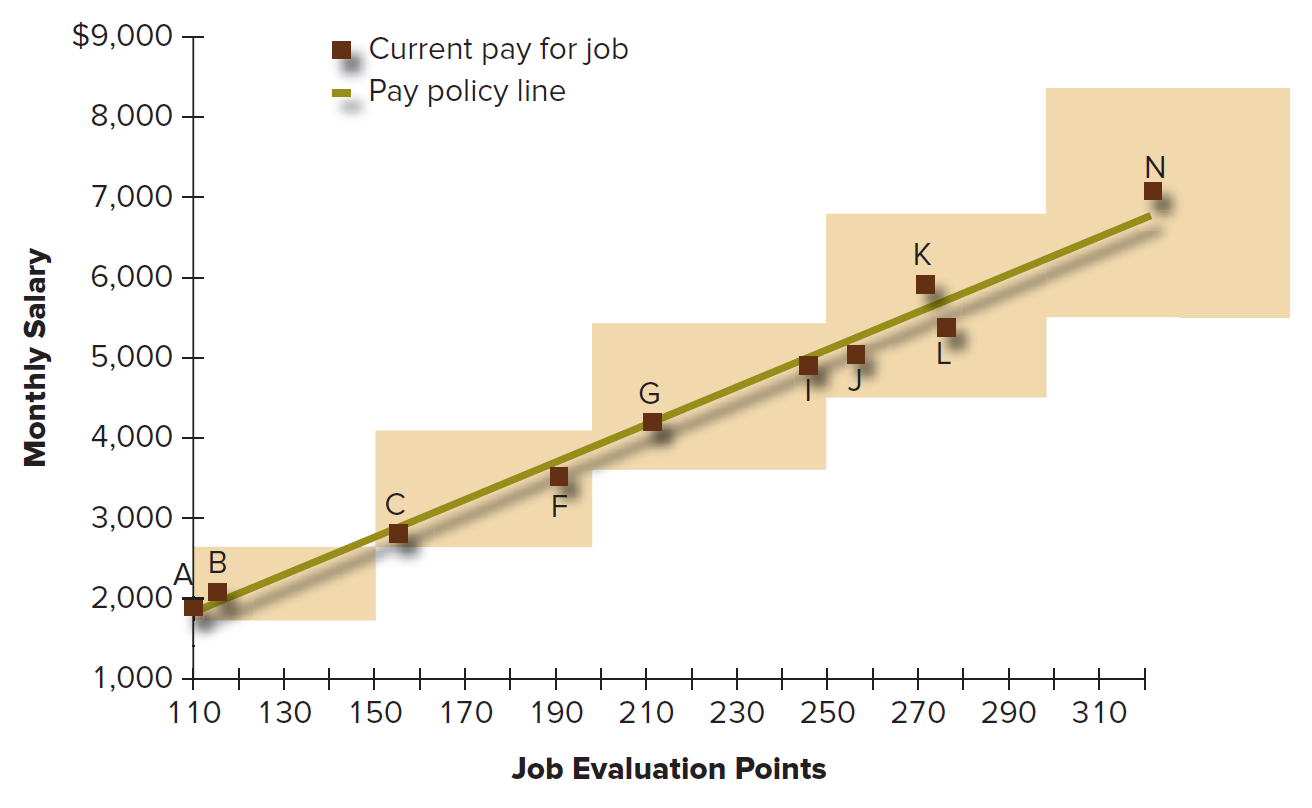 $9,000
Current pay for job
Pay policy line
8,000
7,000
N
6,000
K
5,000
L
J
I
G
4,000
C
F
3,000
B
A
2,000
1,000
110 130 150 170 190 210 230 250 270 290 310
Monthly Salary
Job Evaluation Points